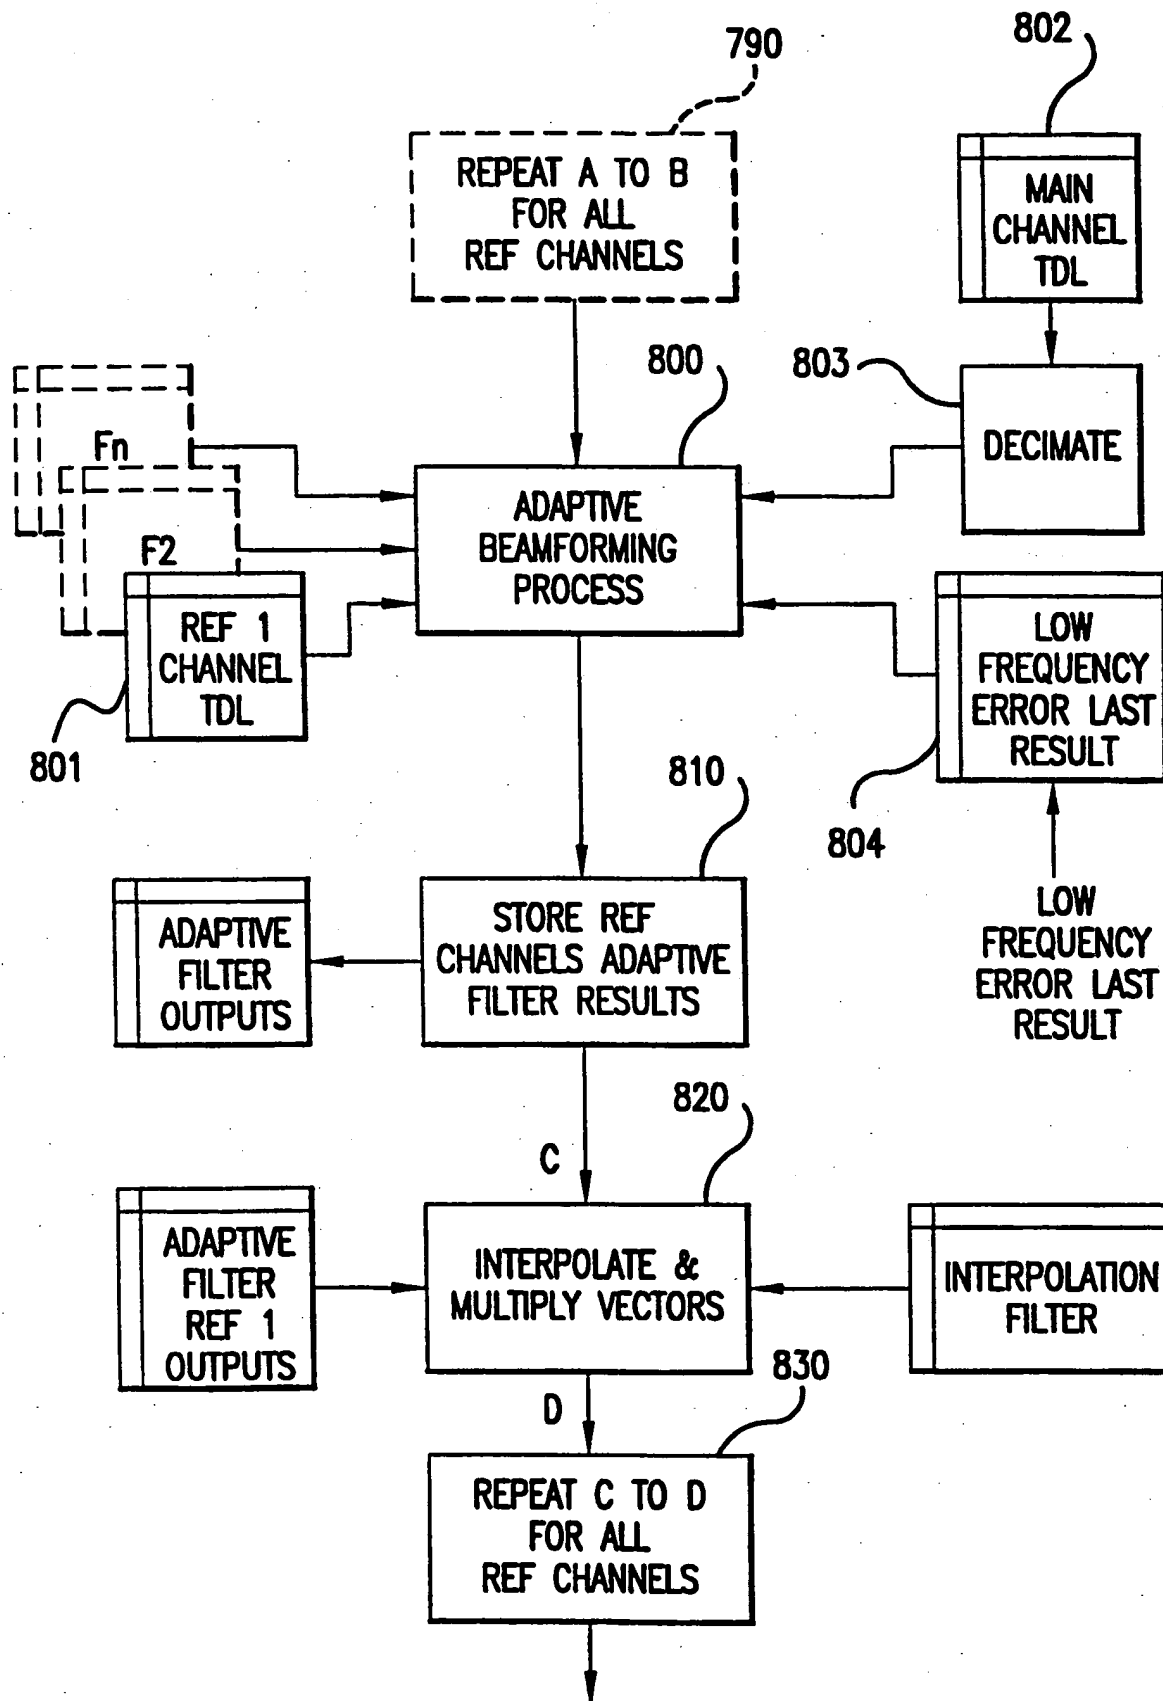 790
802
REPEAT A TO B
FOR ALL
REF CHANNELS
MAIN
CHANNEL
TDL
800
803
DECIMATE
Fn
F2
REF 1
CHANNEL
TDL
801
ADAPTIVE
BEAMFORMING
PROCESS
LOW
FREQUENCY
ERROR LAST
RESULT
804
810
LOW
FREQUENCY
ERROR LAST
RESULT
ADAPTIVE
FILTER
OUTPUTS
STORE REF
CHANNELS ADAPTIVE
FILTER RESULTS
820
C
ADAPTIVE
FILTER
REF 1
OUTPUTS
INTERPOLATE &
MULTIPLY VECTORS
INTERPOLATION
FILTER
830
D
REPEAT C TO D
FOR ALL
REF CHANNELS